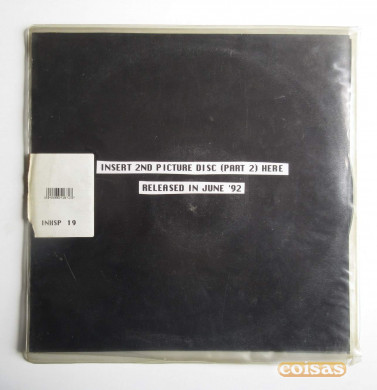 INSERT 2ND PICTURE DISC (PART 2) HERE
RELEASED IN JUNE '92
INHSP 19
coisas